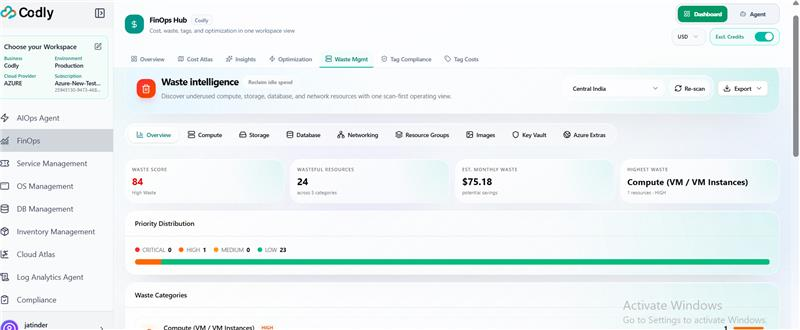 Codly
Choose your Workspace
Business
Codly
Environment
Production
Cloud Provider
AZURE
Subscription
Azure-New-Test...
AIOps Agent
FinOps
Service Management
OS Management
DB Management
Inventory Management
Cloud Atlas
Log Analytics Agent
Compliance
jatinder
$
FinOps Hub
Codly
Cost, waste, tags, and optimization in one workspace view
Dashboard
Agent
USD
Excl. Credits
Overview
Cost Atlas
Insights
Optimization
Waste Mgmt
Tag Compliance
Tag Costs
Waste intelligence
Reclaim idle spend
Discover underused compute, storage, database, and network resources with one scan-first operating view.
Central India
Re-scan
Export
Overview
Compute
Storage
Database
Networking
Resource Groups
Images
Key Vault
Azure Extras
WASTE SCORE
84
High Waste
WASTEFUL RESOURCES
24
across 3 categories
EST. MONTHLY WASTE
$75.18
potential savings
HIGHEST WASTE
Compute (VM / VM Instances)
1 resources · HIGH
Priority Distribution
CRITICAL 0
HIGH 1
MEDIUM 0
LOW 23
Waste Categories
Compute (VM / VM Instances)
HIGH
1
Activate Windows
Go to Settings to activate Windows.